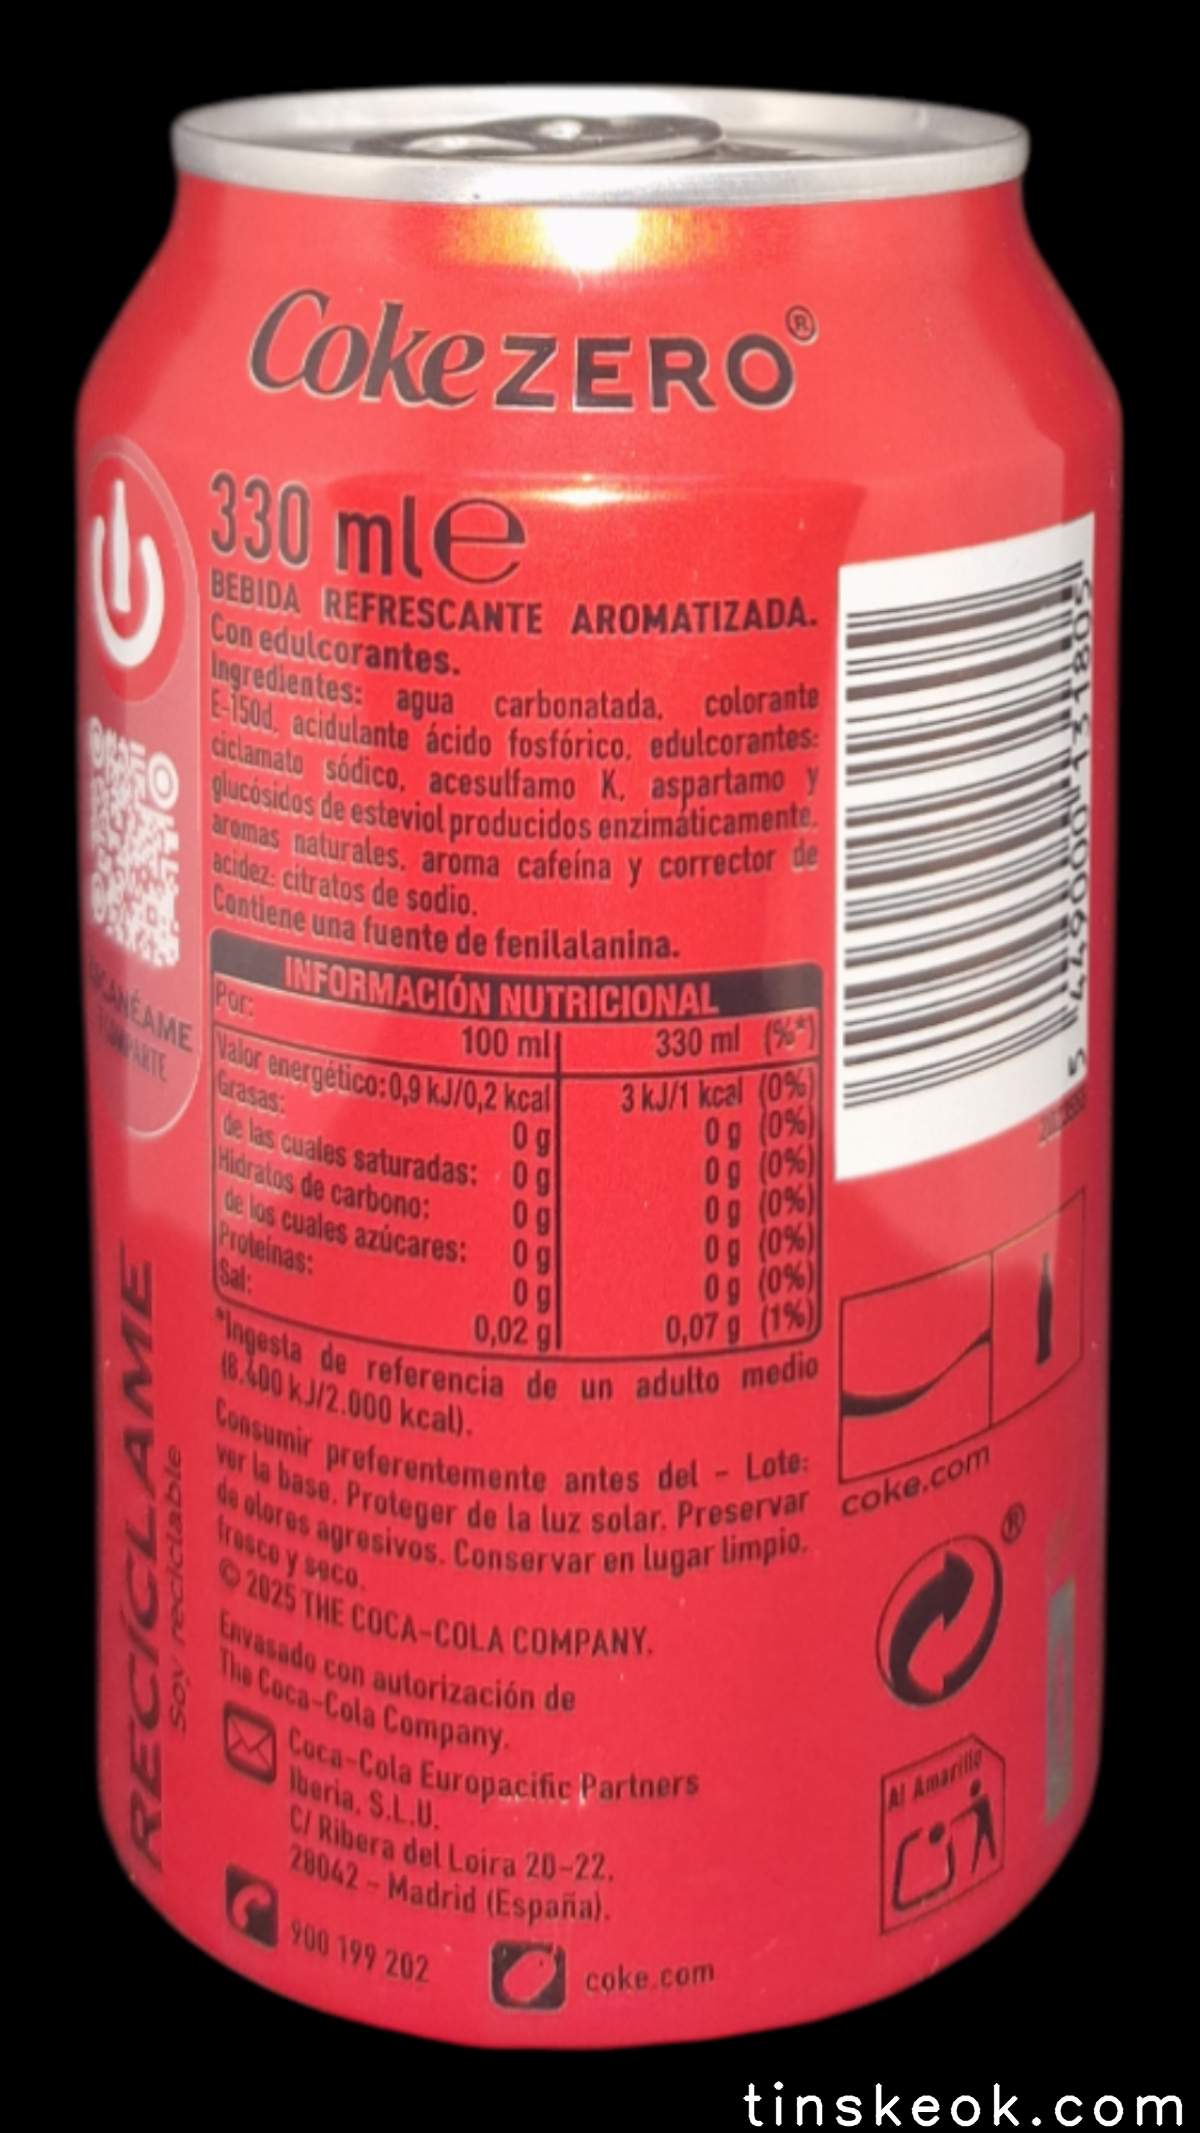 Coke ZERO®
330 ml e
BEBIDA REFRESCANTE AROMATIZADA.
Con edulcorantes.
Ingredientes: agua carbonatada, colorante
E-150d, acidulante ácido fosfórico, edulcorantes:
ciclamato sódico, acesulfamo K, aspartamo y
glucósidos de esteviol producidos enzimáticamente,
aromas naturales, aroma cafeína y corrector de
acidez: citratos de sodio.
Contiene una fuente de fenilalanina.
INFORMACIÓN NUTRICIONAL
Por: 100 ml 330 ml (%*)
Valor energético: 0,9 kJ/0,2 kcal 3 kJ/1 kcal (0%)
Grasas: 0 g 0 g (0%)
de las cuales saturadas: 0 g 0 g (0%)
Hidratos de carbono: 0 g 0 g (0%)
de los cuales azúcares: 0 g 0 g (0%)
Proteínas: 0 g 0 g (0%)
Sal: 0,02 g 0,07 g (1%)
*Ingesta de referencia de un adulto medio
(8.400 kJ/2.000 kcal).
Consumir preferentemente antes del - Lote:
ver la base. Proteger de la luz solar. Preservar
de olores agresivos. Conservar en lugar limpio,
fresco y seco.
© 2025 THE COCA-COLA COMPANY.
Envasado con autorización de
The Coca-Cola Company.
Coca-Cola Europacific Partners
Iberia, S.L.U.
C/ Ribera del Loira 20-22,
28042 - Madrid (España).
900 199 202
coke.com
RECÍCLAME
Soy reciclable
5 449000 131805
coke.com
®
Al Amarillo
tinskeok.com